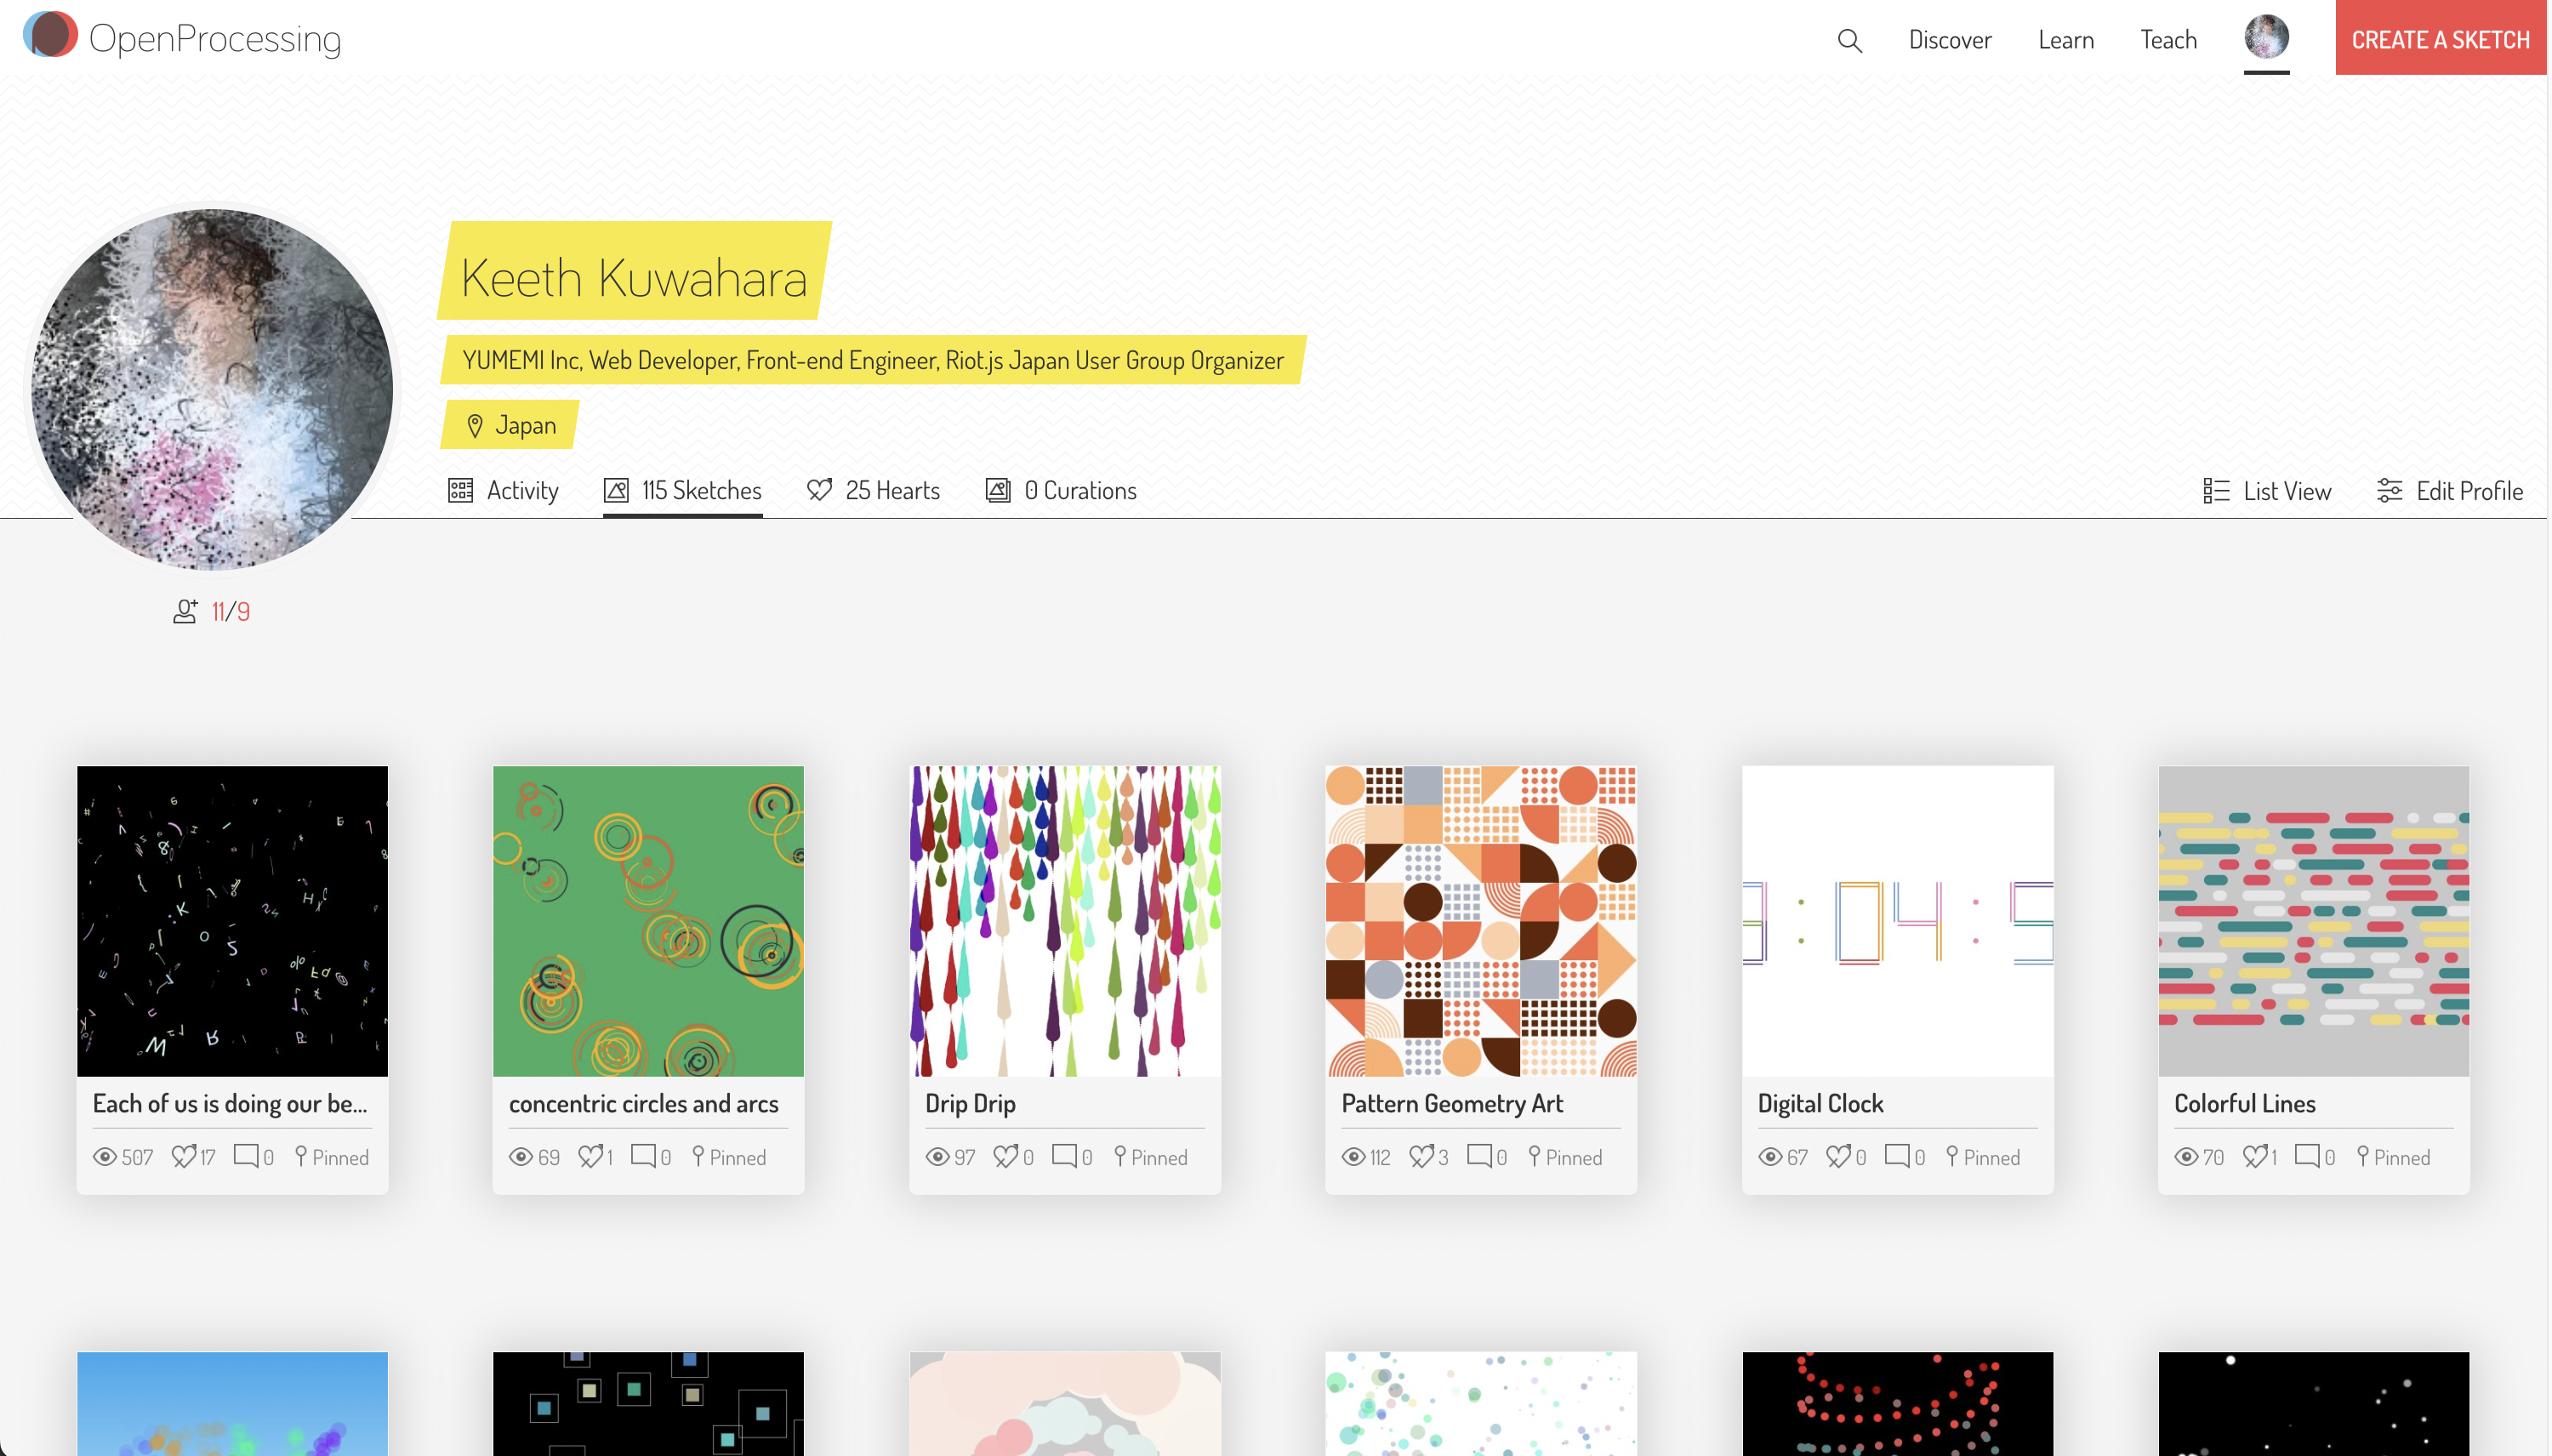 OpenProcessing
Discover
Learn
Teach
CREATE A SKETCH
Keeth Kuwahara
YUMEMI Inc, Web Developer, Front-end Engineer, Riot.js Japan User Group Organizer
Japan
Activity
115 Sketches
25 Hearts
0 Curations
List View
Edit Profile
11/9
Each of us is doing our be...
507 17 0 Pinned
concentric circles and arcs
69 1 0 Pinned
Drip Drip
97 0 0 Pinned
Pattern Geometry Art
112 3 0 Pinned
Digital Clock
67 0 0 Pinned
Colorful Lines
70 1 0 Pinned